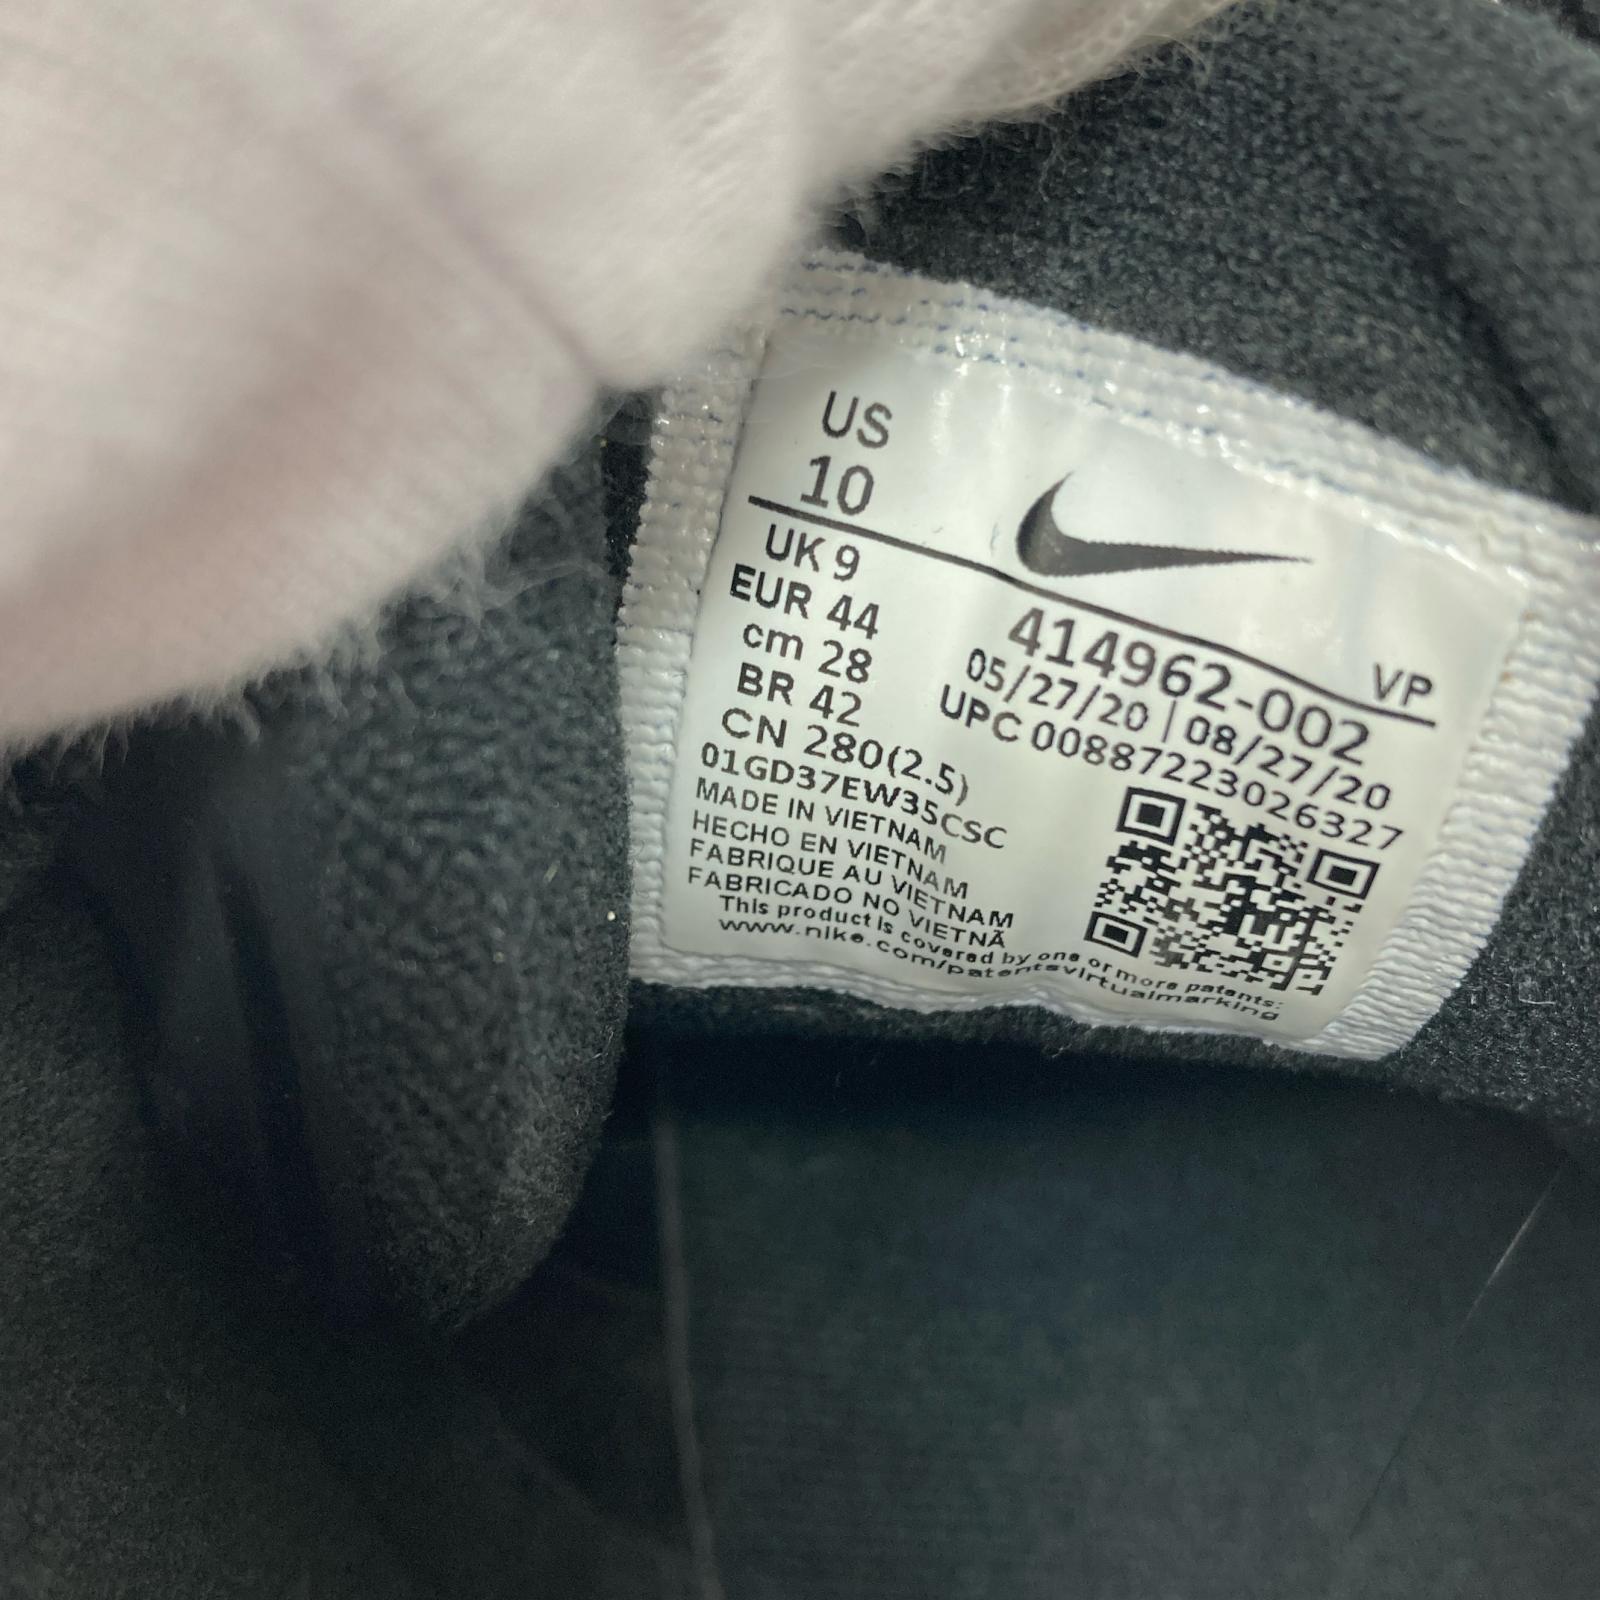 US
10
VP
UK 9
EUR 44
cm 28
BR 42
CN 280(2.5)
414962-002
05/27/20 | 08/27/20
UPC 00887223026327
01GD37EW35CSC
MADE IN VIETNAM
HECHO EN VIETNAM
FABRIQUE AU VIETNAM
FABRICADO NO VIETNÃ
This product is covered by one or more patents:
www.nike.com/patentsvirtualmarking